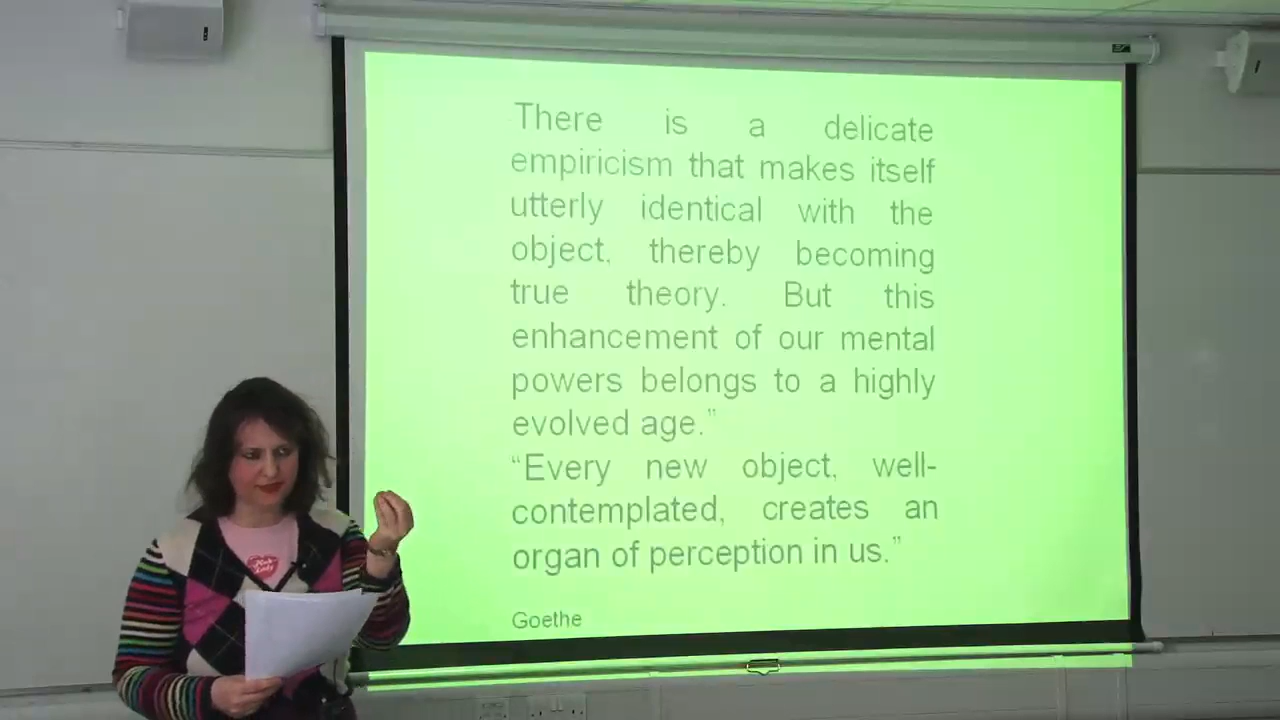 There is a delicate
empiricism that makes itself
utterly identical with the
object, thereby becoming
true theory. But this
enhancement of our mental
powers belongs to a highly
evolved age.”
“Every new object, well-
contemplated, creates an
organ of perception in us.”
Goethe